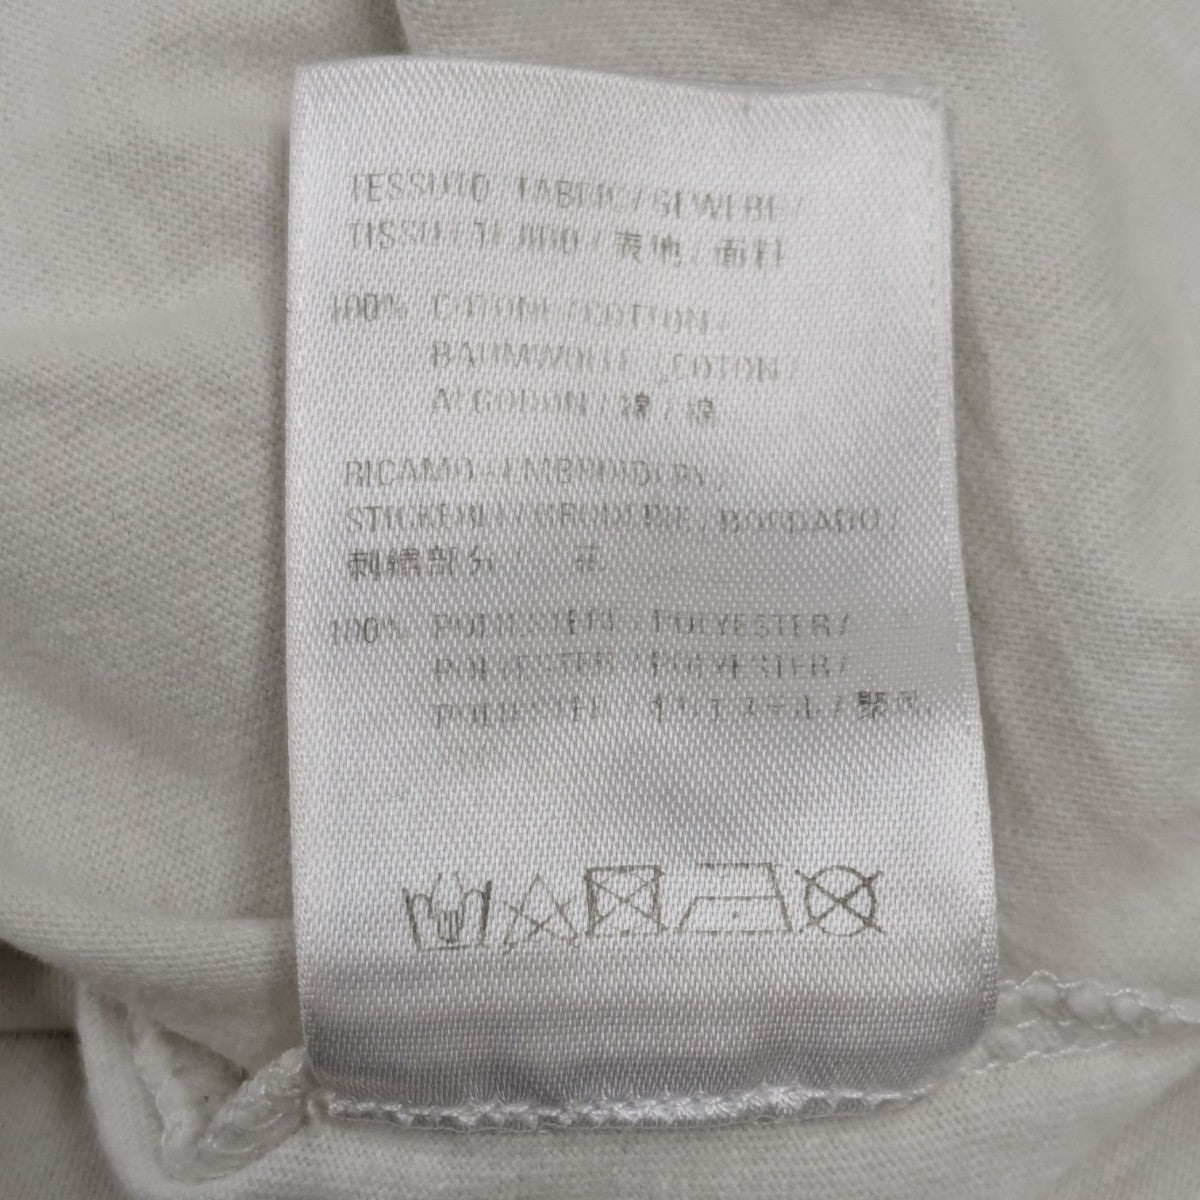 TESSUTO / FABRIC / GEWEBE /
TISSU / TEJIDO / 表地 / 面料
100% COTONE / COTTON /
BAUMWOLLE / COTON /
ALGODON / 綿 / 棉
RICAMO / EMBROIDERY /
STICKEREI / BRODERIE / BORDADO /
刺繍部分 / 花
100% POLIESTERE / POLYESTER /
POLYESTER / POLYESTER /
POLIESTER / ポリエステル / 聚酯